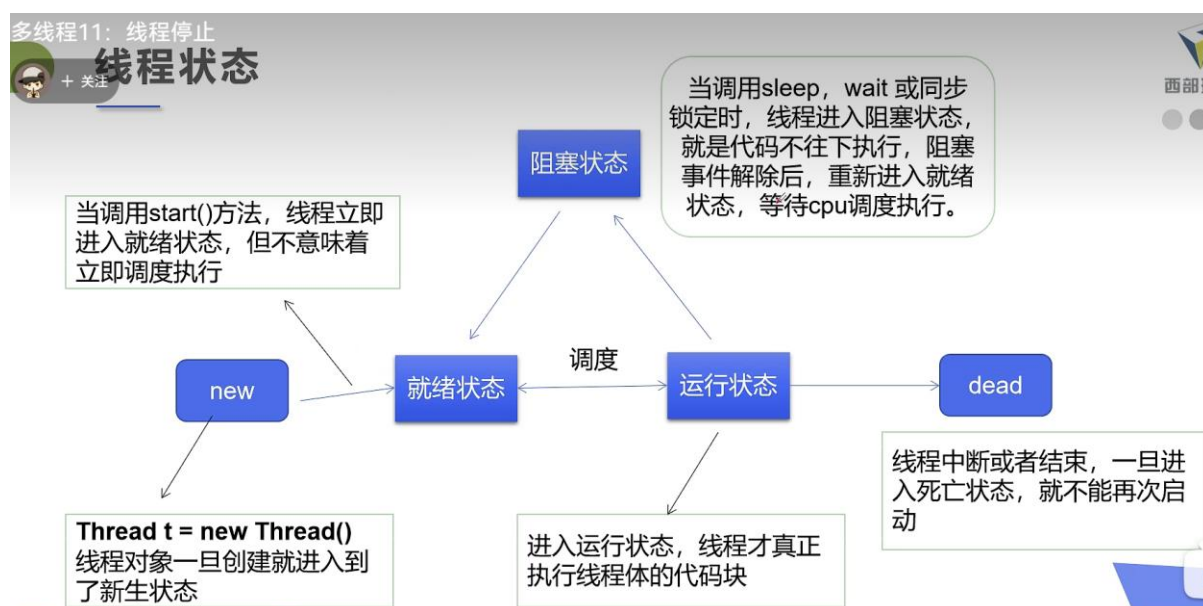 多线程11：线程停止
线程状态
+ 关注
西部
当调用sleep，wait 或同步
锁定时，线程进入阻塞状态，
就是代码不往下执行，阻塞
事件解除后，重新进入就绪
状态，等待cpu调度执行。
阻塞状态
当调用start()方法，线程立即
进入就绪状态，但不意味着
立即调度执行
new
就绪状态
调度
运行状态
dead
Thread t = new Thread()
线程对象一旦创建就进入到
了新生状态
进入运行状态，线程才真正
执行线程体的代码块
线程中断或者结束，一旦进
入死亡状态，就不能再次启
动